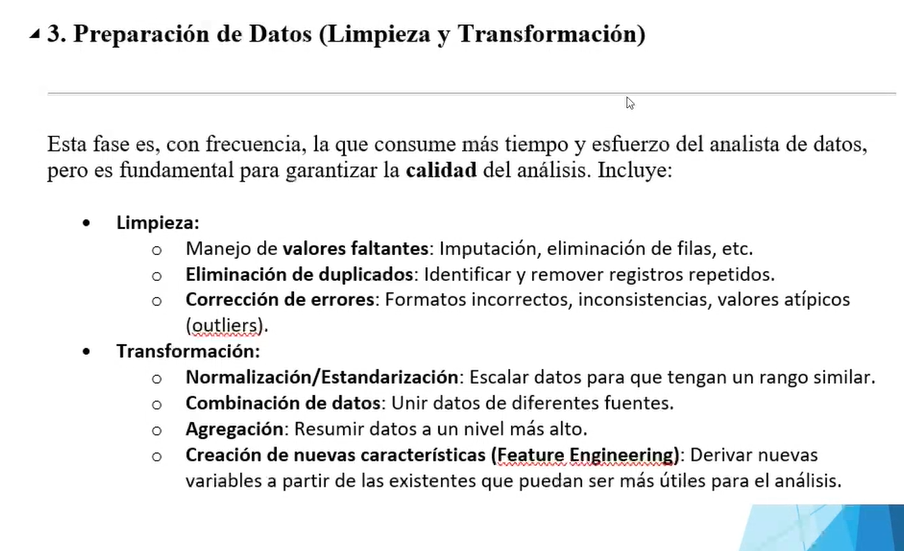 3. Preparación de Datos (Limpieza y Transformación)
Esta fase es, con frecuencia, la que consume más tiempo y esfuerzo del analista de datos,
pero es fundamental para garantizar la calidad del análisis. Incluye:
• Limpieza:
o Manejo de valores faltantes: Imputación, eliminación de filas, etc.
o Eliminación de duplicados: Identificar y remover registros repetidos.
o Corrección de errores: Formatos incorrectos, inconsistencias, valores atípicos
(outliers).
• Transformación:
o Normalización/Estandarización: Escalar datos para que tengan un rango similar.
o Combinación de datos: Unir datos de diferentes fuentes.
o Agregación: Resumir datos a un nivel más alto.
o Creación de nuevas características (Feature Engineering): Derivar nuevas
variables a partir de las existentes que puedan ser más útiles para el análisis.